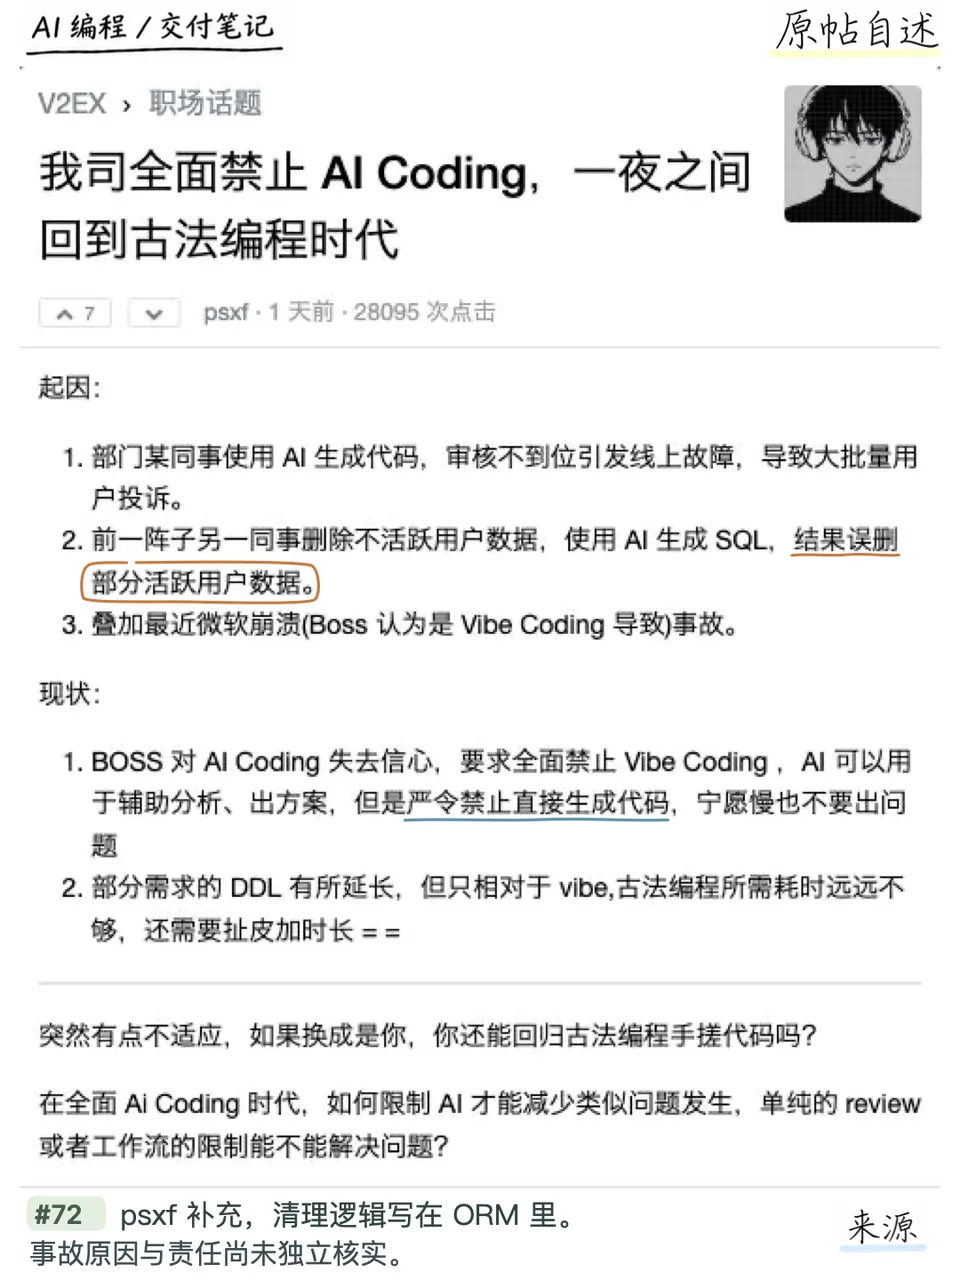 AI 编程 / 交付笔记
原帖自述
V2EX › 职场话题
我司全面禁止 AI Coding，一夜之间
回到古法编程时代
7 psxf · 1 天前 · 28095 次点击
起因：
1. 部门某同事使用 AI 生成代码，审核不到位引发线上故障，导致大批量用
户投诉。
2. 前一阵子另一同事删除不活跃用户数据，使用 AI 生成 SQL，结果误删
部分活跃用户数据。
3. 叠加最近微软崩溃(Boss 认为是 Vibe Coding 导致)事故。
现状：
1. BOSS 对 AI Coding 失去信心，要求全面禁止 Vibe Coding ，AI 可以用
于辅助分析、出方案，但是严令禁止直接生成代码，宁愿慢也不要出问
题
2. 部分需求的 DDL 有所延长，但只相对于 vibe,古法编程所需耗时远远不
够，还需要扯皮加时长 = =
突然有点不适应，如果换成是你，你还能回归古法编程手搓代码吗？
在全面 Ai Coding 时代，如何限制 AI 才能减少类似问题发生，单纯的 review
或者工作流的限制能不能解决问题？
#72 psxf 补充，清理逻辑写在 ORM 里。
事故原因与责任尚未独立核实。
来源